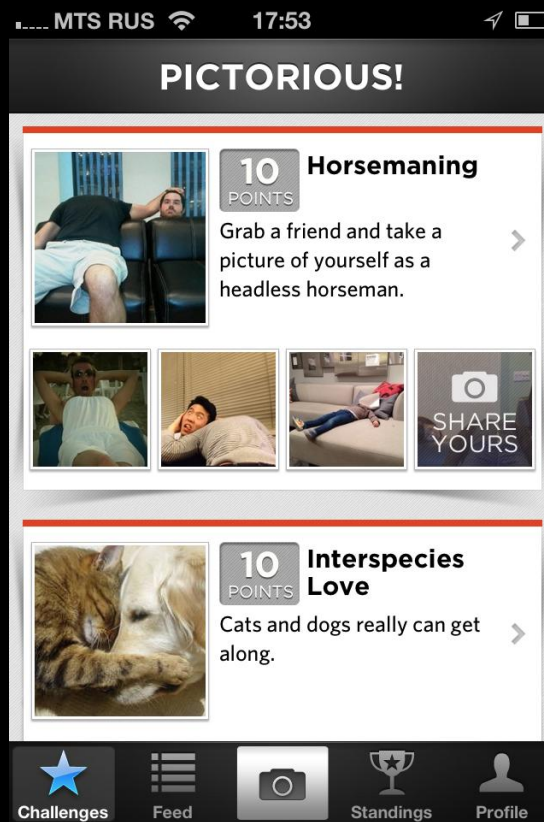 MTS RUS 17:53
PICTORIOUS!
10
POINTS
Horsemaning
Grab a friend and take a
picture of yourself as a
headless horseman.
SHARE
YOURS
10
POINTS
Interspecies
Love
Cats and dogs really can get
along.
Challenges Feed Standings Profile